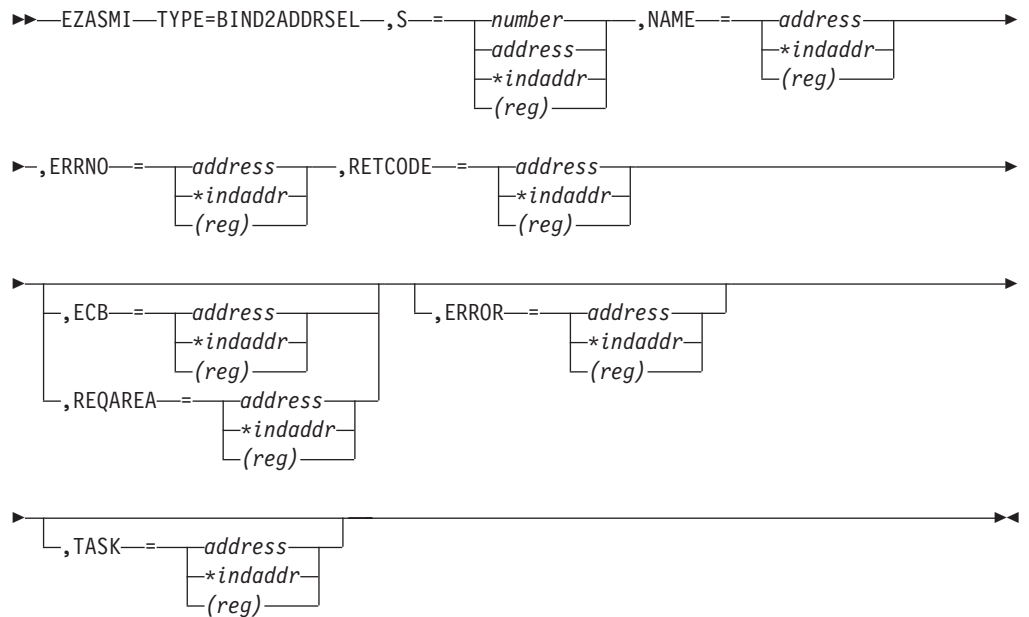 EZASMI TYPE=BIND2ADDRSEL ,S = number ,NAME = address
address *indaddr
*indaddr (reg)
(reg)
,ERRNO = address ,RETCODE = address
*indaddr *indaddr
(reg) (reg)
,ECB = address ,ERROR = address
*indaddr *indaddr
(reg) (reg)
,REQAREA = address
*indaddr
(reg)
,TASK = address
*indaddr
(reg)